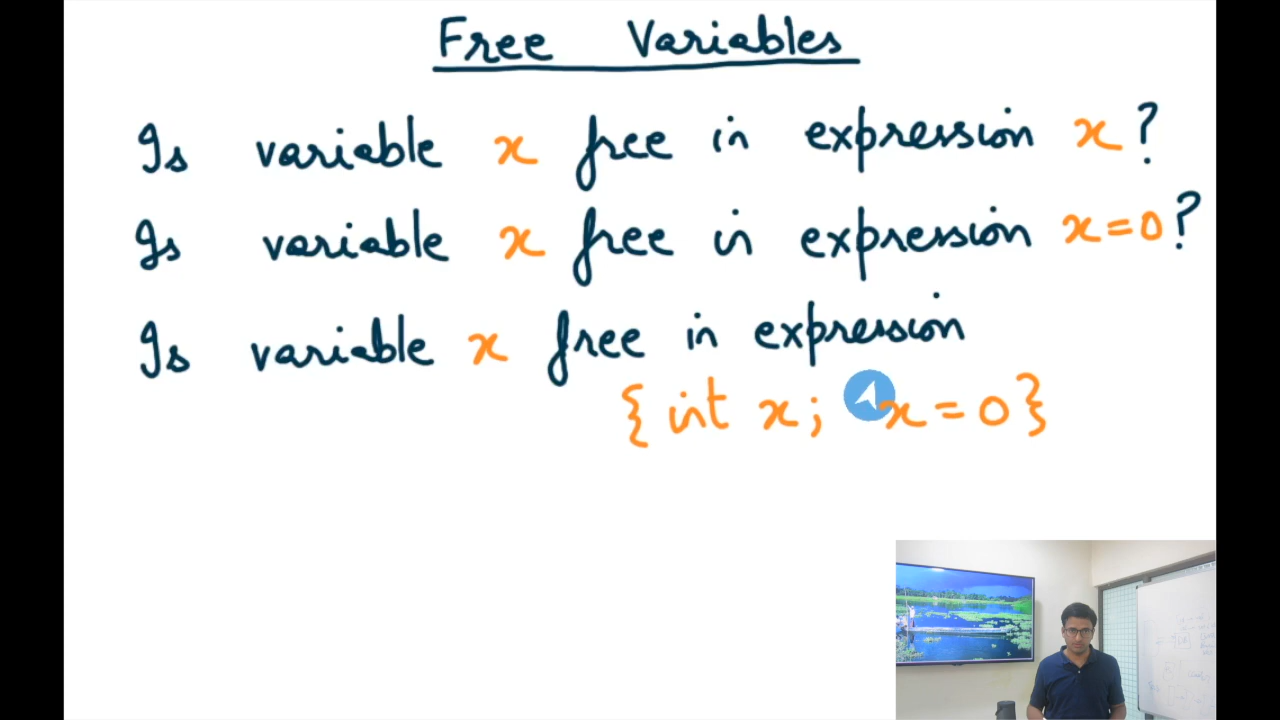 Free Variables
Is variable x free in expression x?
Is variable x free in expression x=0?
Is variable x free in expression
{ int x; x = 0 }